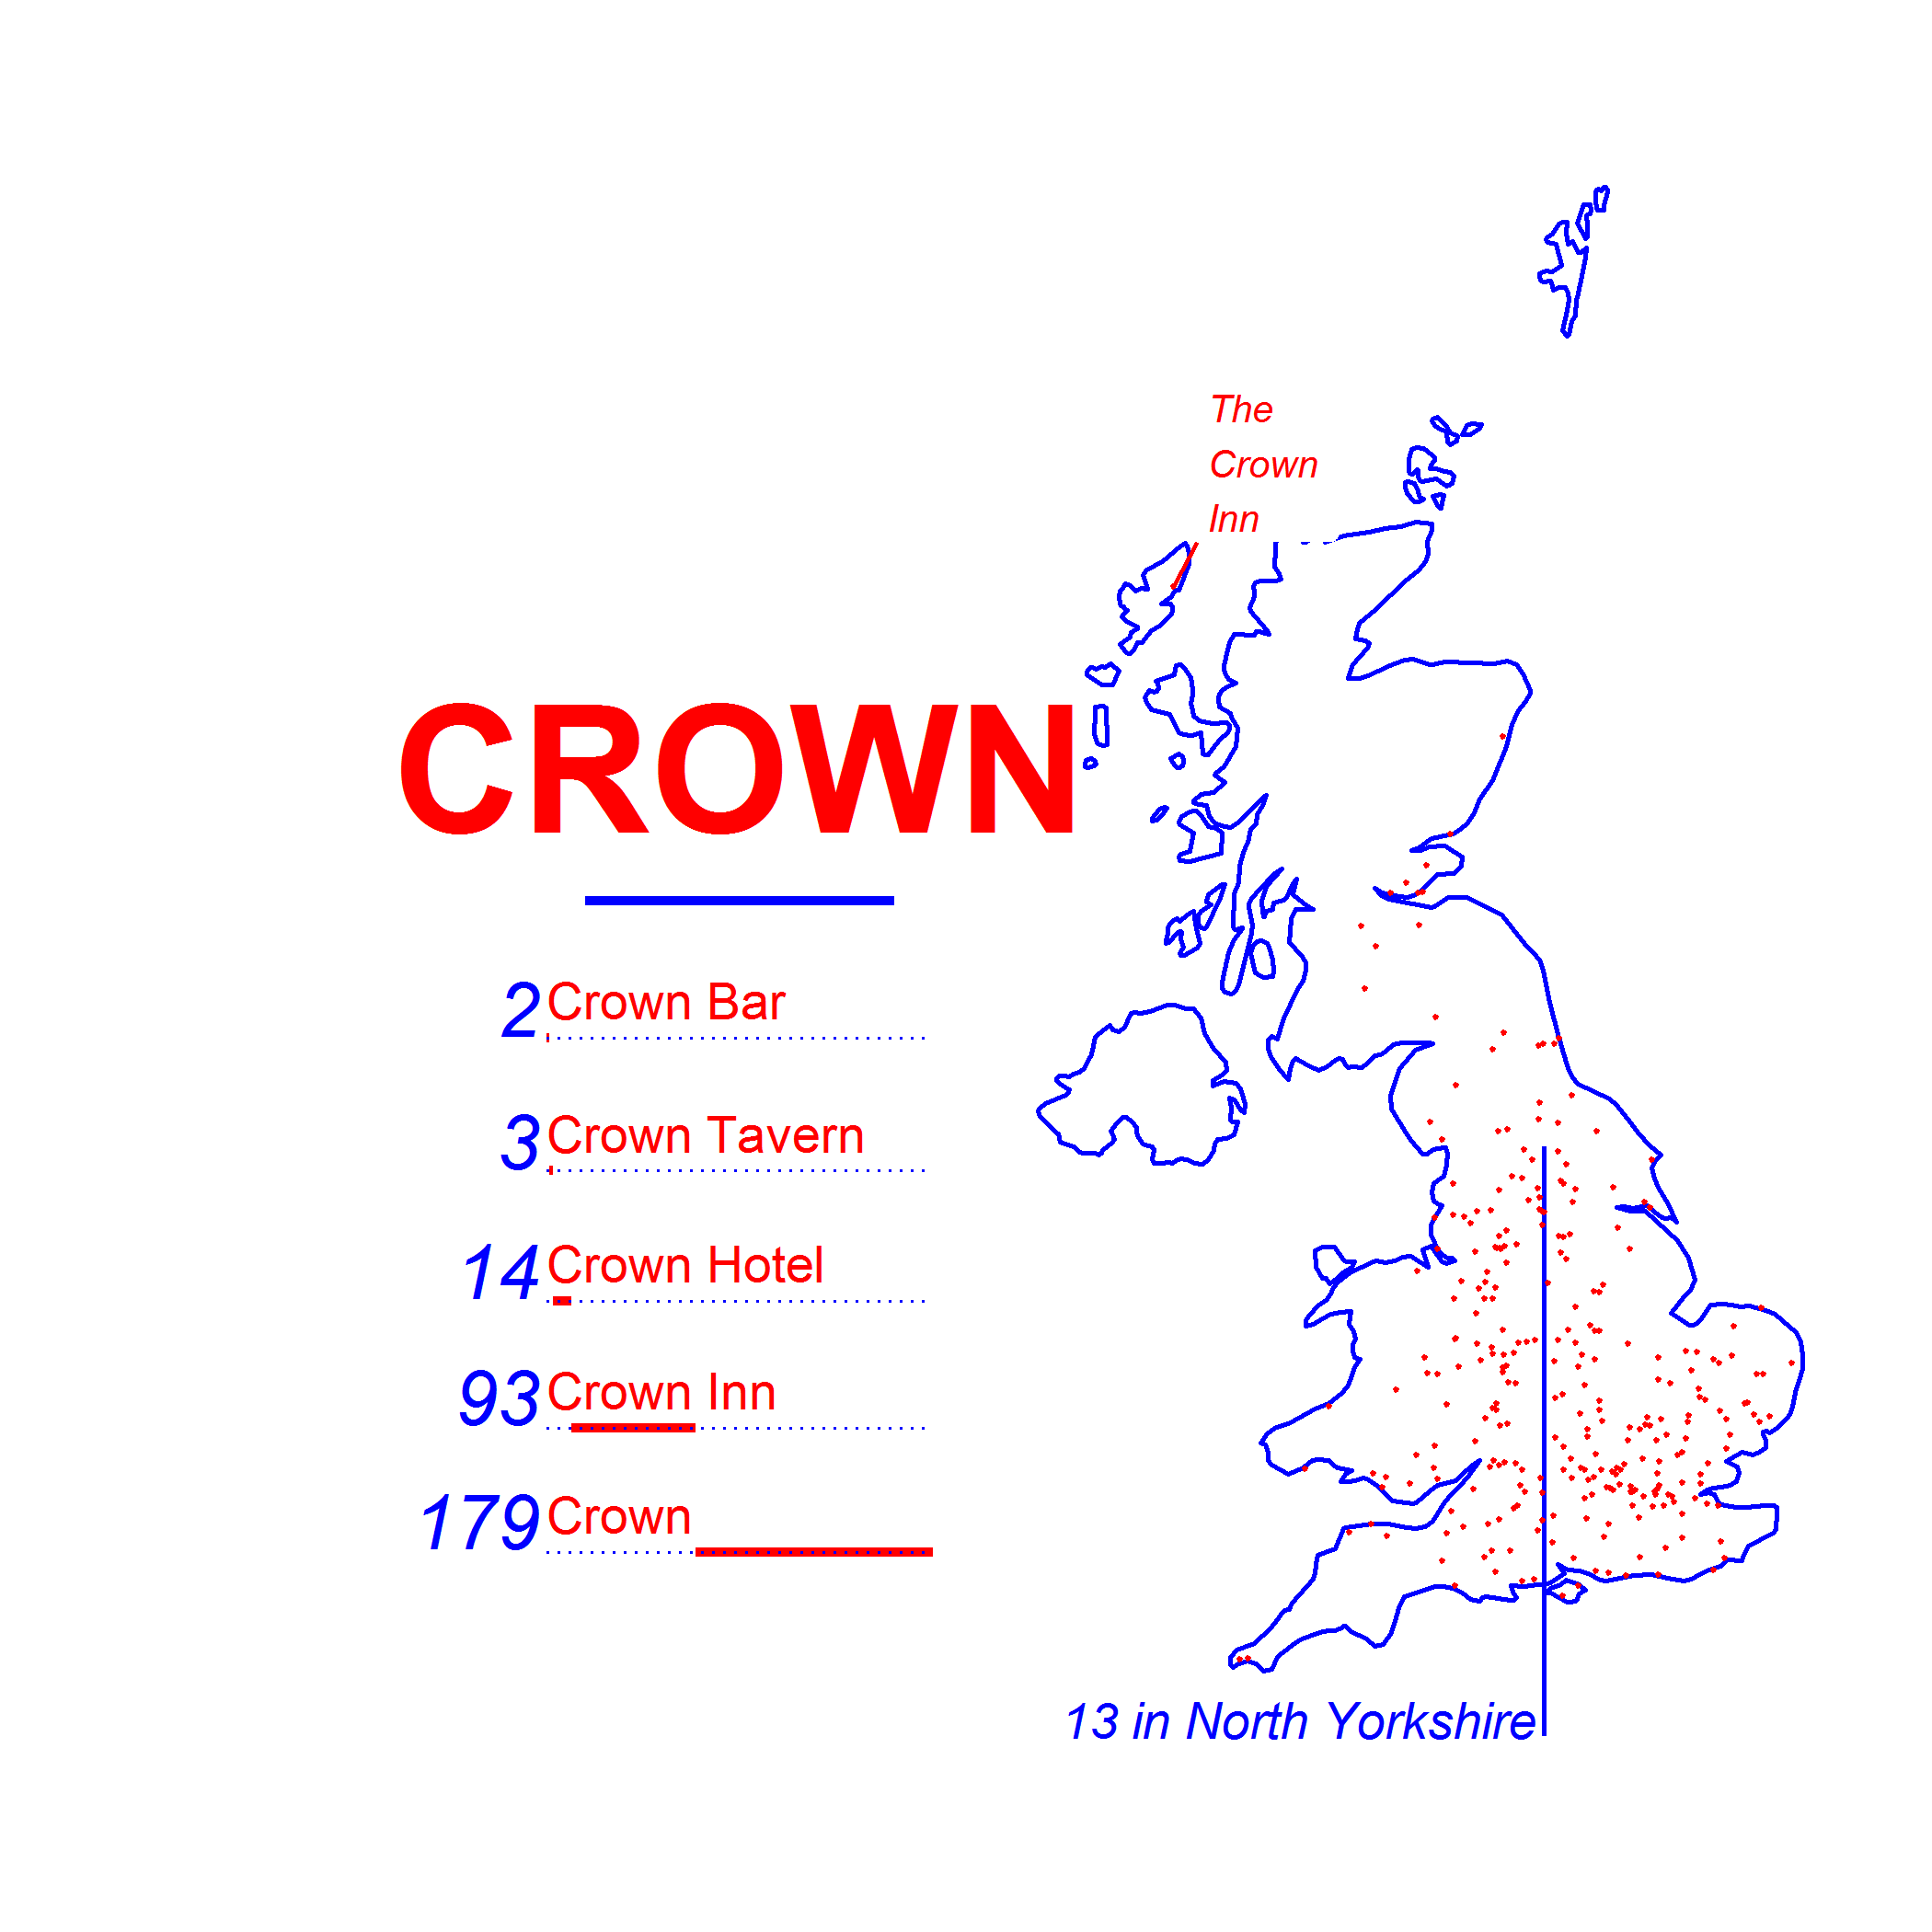 The
Crown
Inn
CROWN
2 Crown Bar
3 Crown Tavern
14 Crown Hotel
93 Crown Inn
179 Crown
13 in North Yorkshire